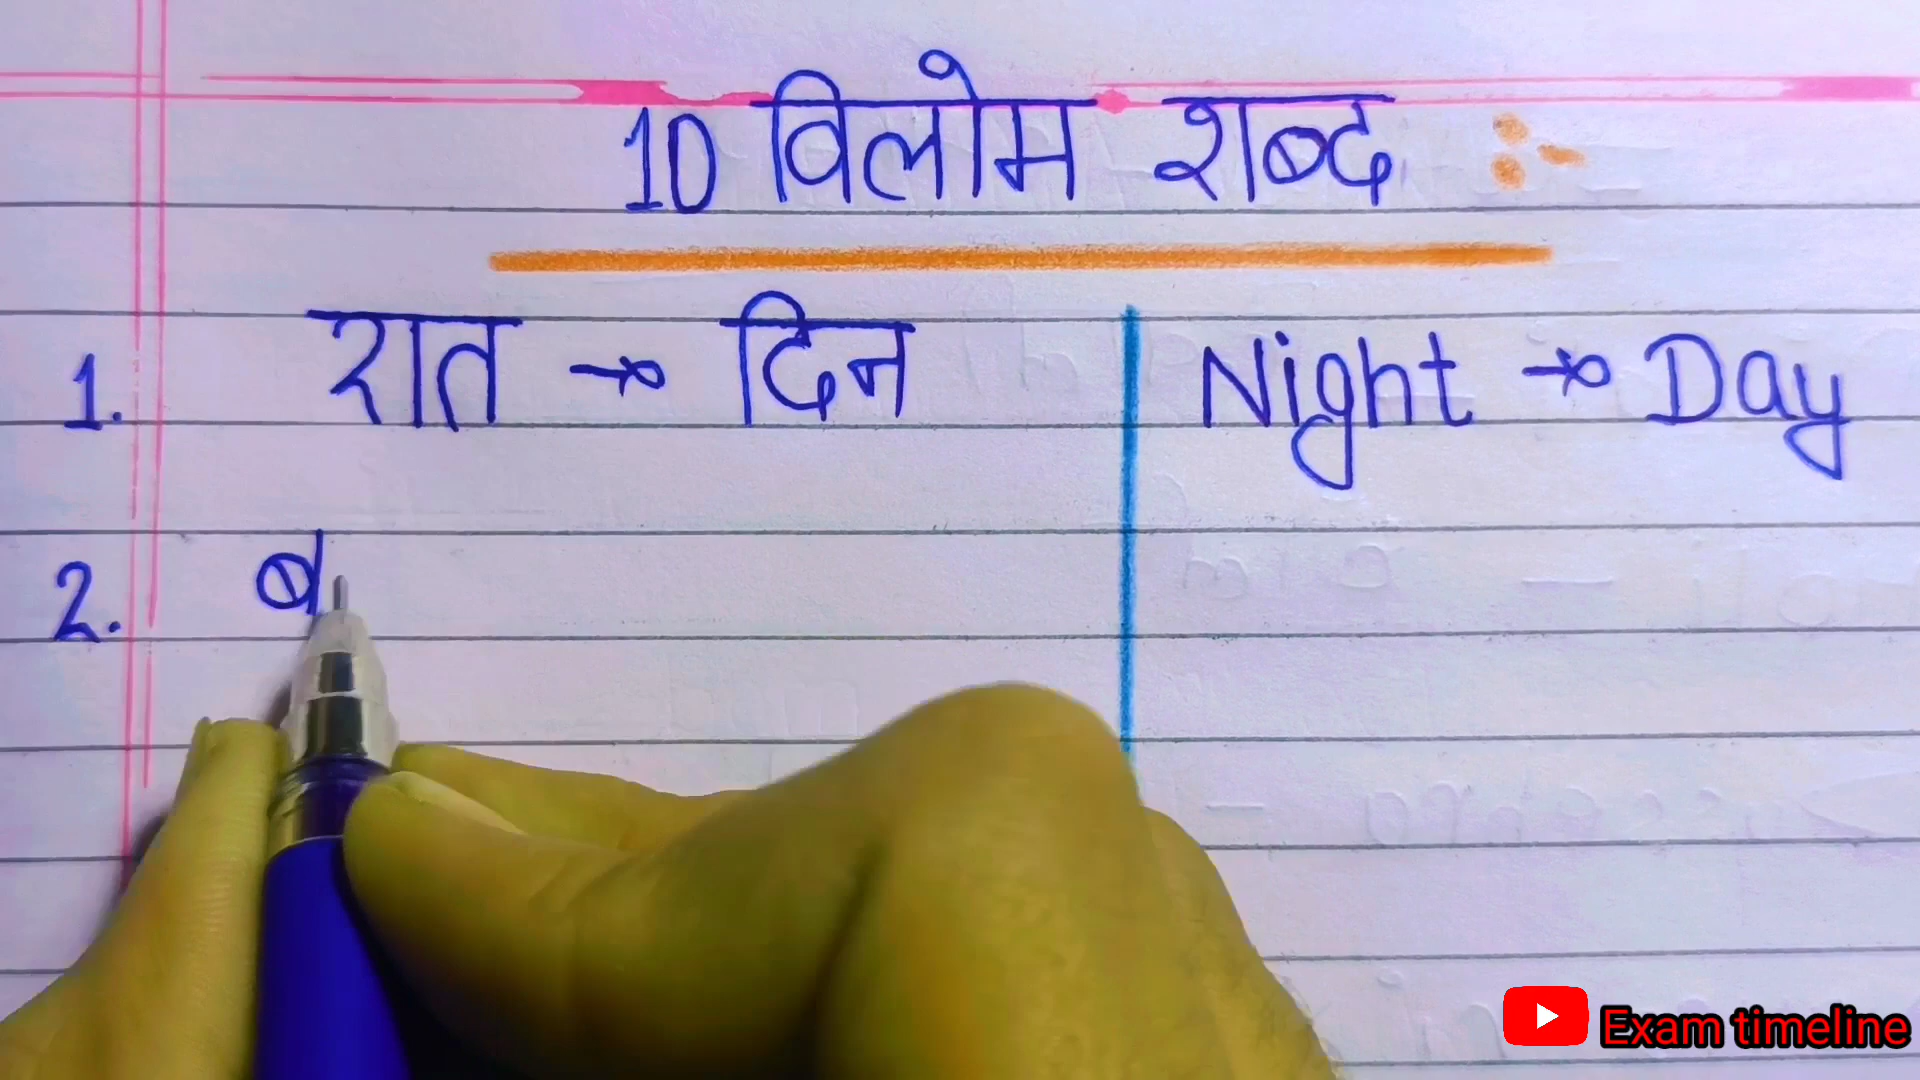 10 विलोम शब्द :-
1. रात → दिन Night → Day
2. ब
Exam timeline